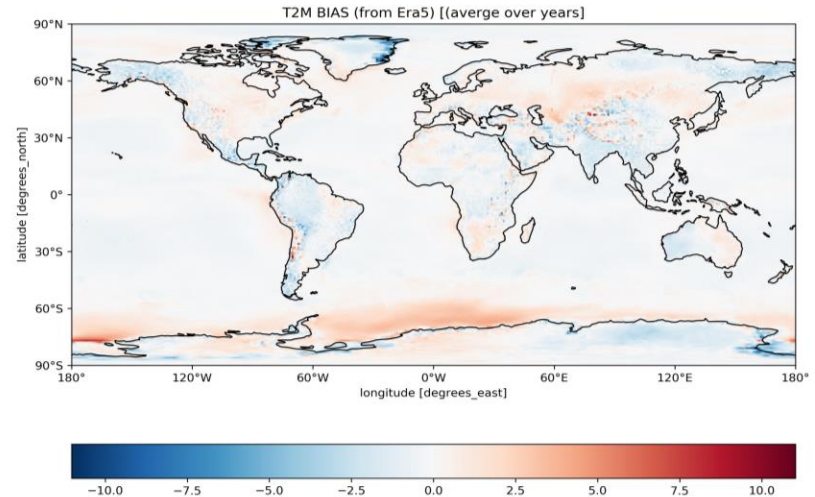 T2M BIAS (from Era5) [(averge over years]
90°N
60°N
30°N
0°
30°S
60°S
90°S
latitude [degrees_north]
180° 120°W 60°W 0°W 60°E 120°E 180°
longitude [degrees_east]
−10.0 −7.5 −5.0 −2.5 0.0 2.5 5.0 7.5 10.0